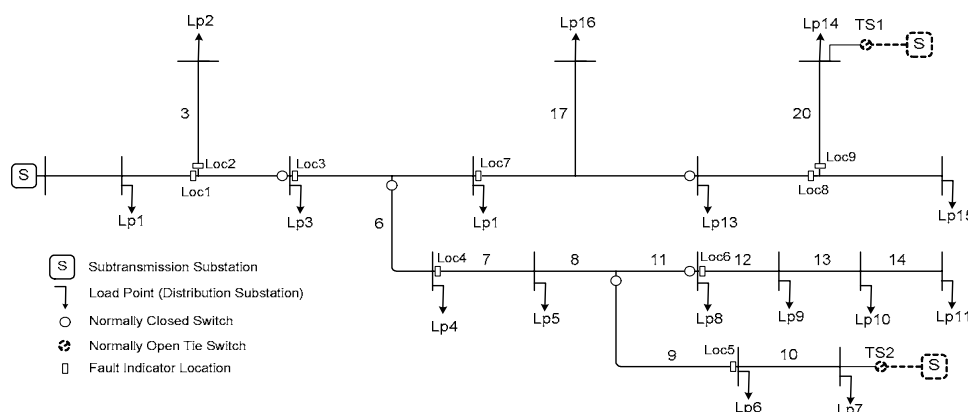 Lp2
Lp16
Lp14
TS1
S
3
17
20
Loc2
Loc3
Loc7
Loc9
S
Loc1
Loc8
Lp1
Lp3
6
Lp1
Lp13
Lp15
S
Subtransmission Substation
Loc4
7
8
11
Loc6
12
13
14
Load Point (Distribution Substation)
Lp4
Lp5
Lp8
Lp9
Lp10
Lp11
Normally Closed Switch
Normally Open Tie Switch
Loc5
9
10
TS2
S
Fault Indicator Location
Lp6
Lp7